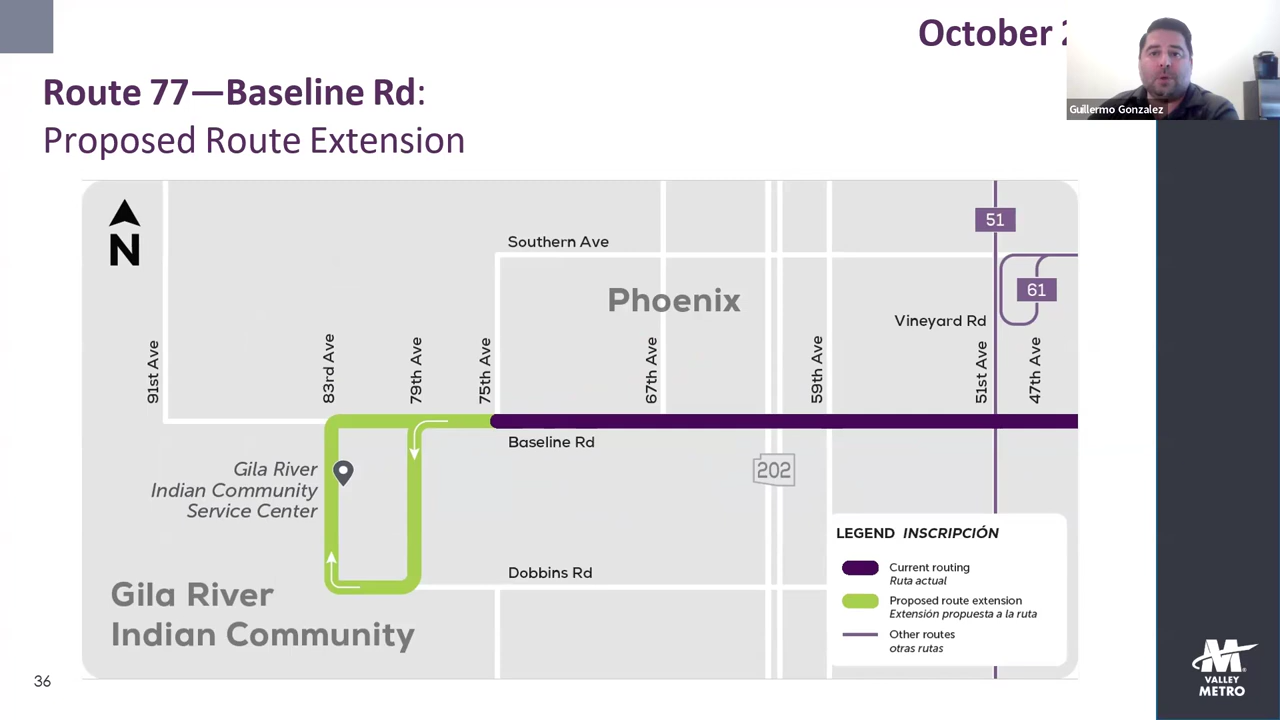 October
Guillermo Gonzalez
Route 77—Baseline Rd:
Proposed Route Extension
N
51
Southern Ave
61
Phoenix
Vineyard Rd
91st Ave
83rd Ave
79th Ave
75th Ave
67th Ave
59th Ave
51st Ave
47th Ave
Baseline Rd
Gila River
Indian Community
Service Center
202
Dobbins Rd
Gila River
Indian Community
LEGEND INSCRIPCIÓN
Current routing
Ruta actual
Proposed route extension
Extensión propuesta a la ruta
Other routes
otras rutas
36
VALLEY
METRO